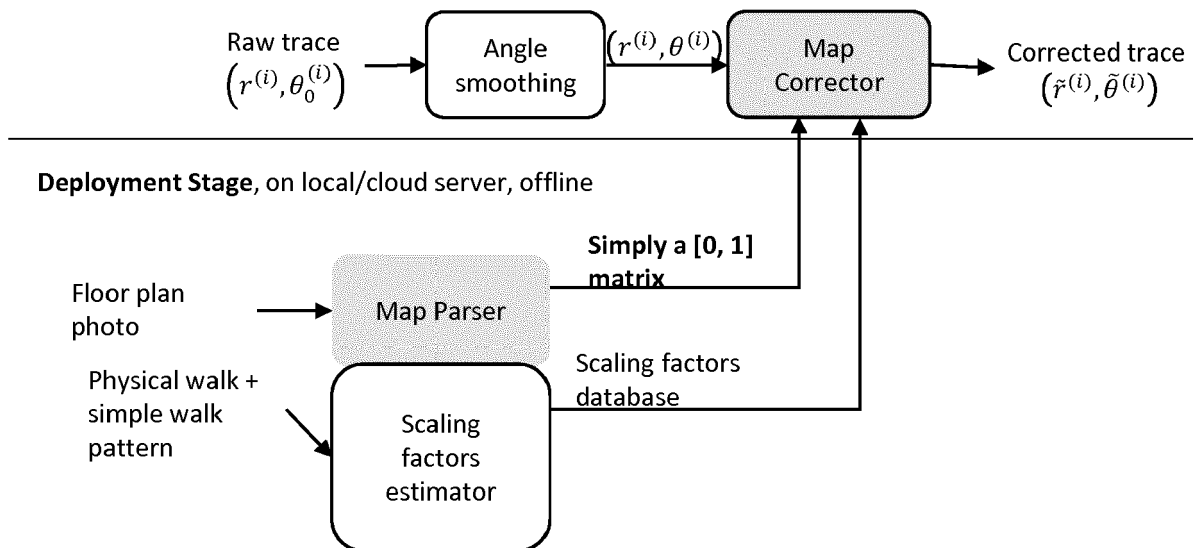 Raw trace
(r^(i), θ_0^(i))
Angle
smoothing
(r^(i), θ^(i))
Map
Corrector
Corrected trace
(r̃^(i), θ̃^(i))
Deployment Stage, on local/cloud server, offline
Simply a [0, 1]
matrix
Floor plan
photo
Map Parser
Physical walk +
simple walk
pattern
Scaling
factors
estimator
Scaling factors
database